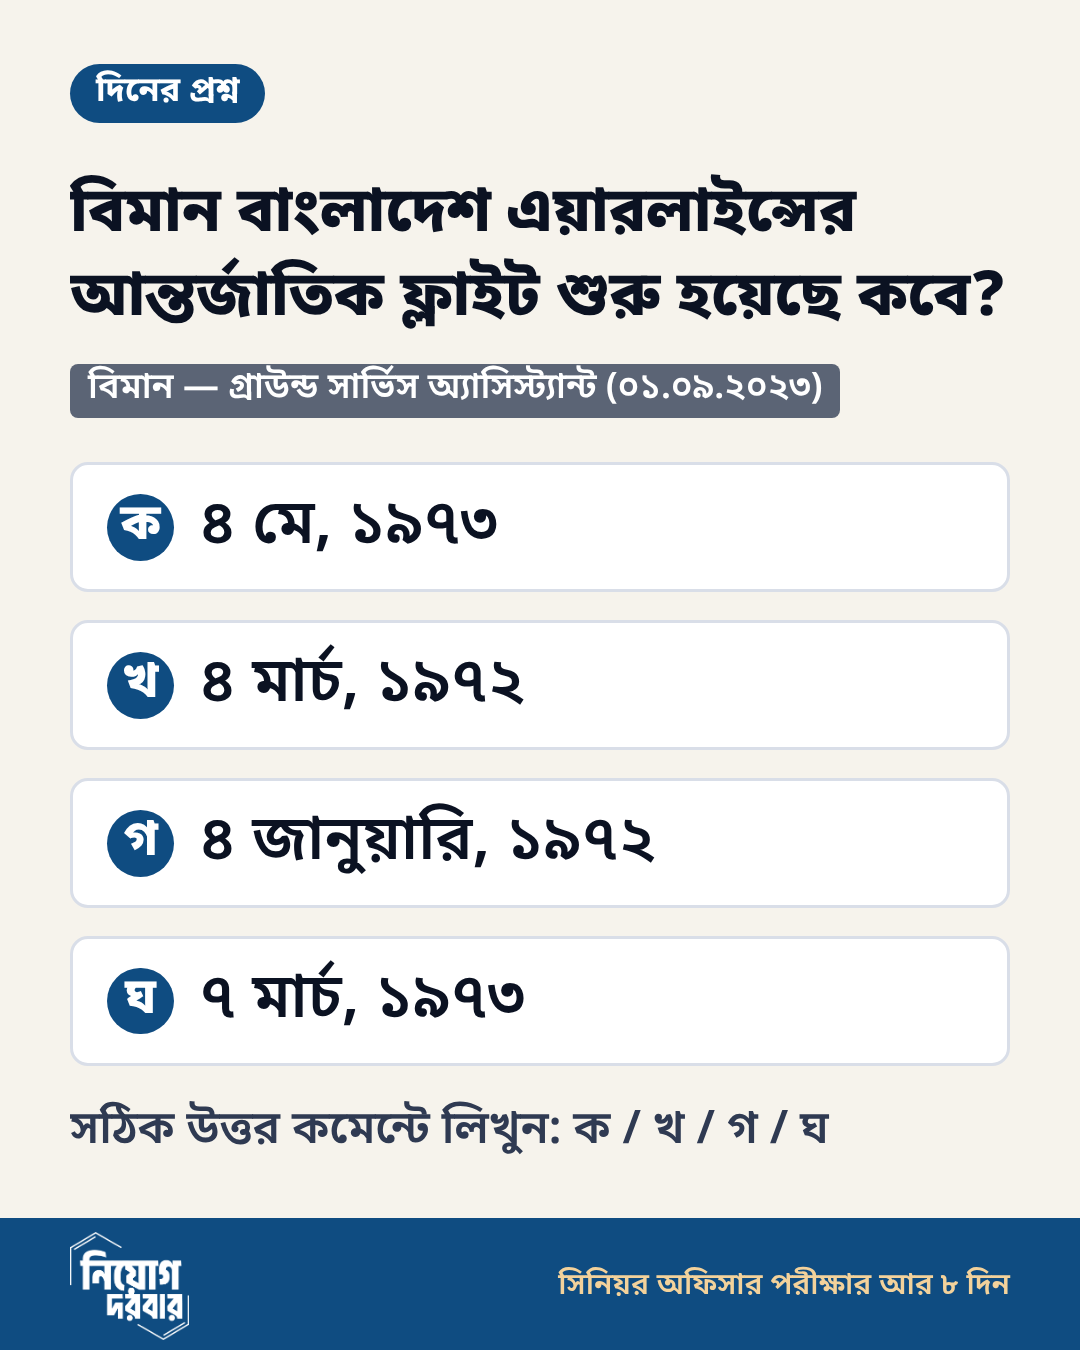 দিনের প্রশ্ন
বিমান বাংলাদেশ এয়ারলাইন্সের
আন্তর্জাতিক ফ্লাইট শুরু হয়েছে কবে?
বিমান — গ্রাউন্ড সার্ভিস অ্যাসিস্ট্যান্ট (০১.০৯.২০২৩)
ক ৪ মে, ১৯৭৩
খ ৪ মার্চ, ১৯৭২
গ ৪ জানুয়ারি, ১৯৭২
ঘ ৭ মার্চ, ১৯৭৩
সঠিক উত্তর কমেন্টে লিখুন: ক / খ / গ / ঘ
নিয়োগ
দরবার
সিনিয়র অফিসার পরীক্ষার আর ৮ দিন